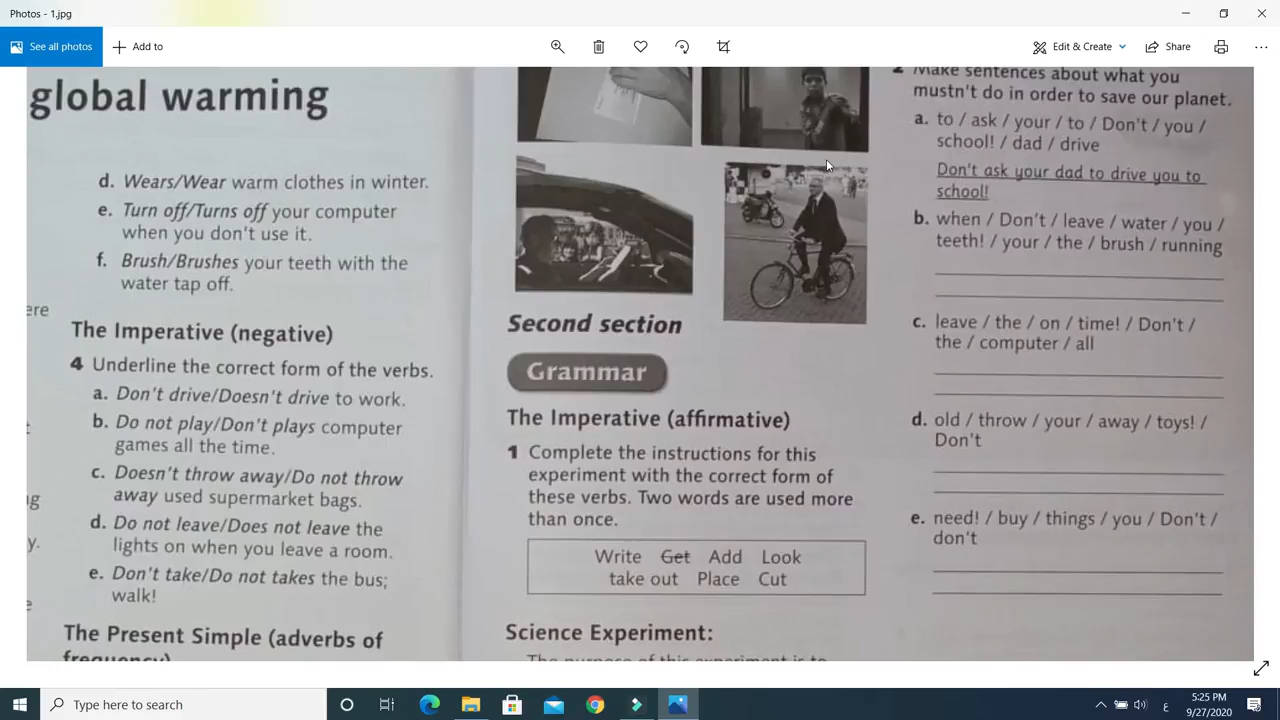 Photos - 1.jpg
See all photos
Add to
Edit & Create
Share
global warming
d. Wears/Wear warm clothes in winter.
e. Turn off/Turns off your computer
when you don't use it.
f. Brush/Brushes your teeth with the
water tap off.
ere
The Imperative (negative)
4 Underline the correct form of the verbs.
a. Don't drive/Doesn't drive to work.
b. Do not play/Don't plays computer
games all the time.
c. Doesn't throw away/Do not throw
away used supermarket bags.
ng
d. Do not leave/Does not leave the
lights on when you leave a room.
y.
e. Don't take/Do not takes the bus;
walk!
The Present Simple (adverbs of
frequency)
Second section
Grammar
The Imperative (affirmative)
1 Complete the instructions for this
experiment with the correct form of
these verbs. Two words are used more
than once.
Write Get Add Look
take out Place Cut
Science Experiment:
The purpose of this experiment is to
2 Make sentences about what you
mustn't do in order to save our planet.
a. to / ask / your / to / Don't / you /
school! / dad / drive
Don't ask your dad to drive you to
school!
b. when / Don't / leave / water / you /
teeth! / your / the / brush / running
c. leave / the / on / time! / Don't /
the / computer / all
d. old / throw / your / away / toys! /
Don't
e. need! / buy / things / you / Don't /
don't
Type here to search
ع
5:25 PM
9/27/2020